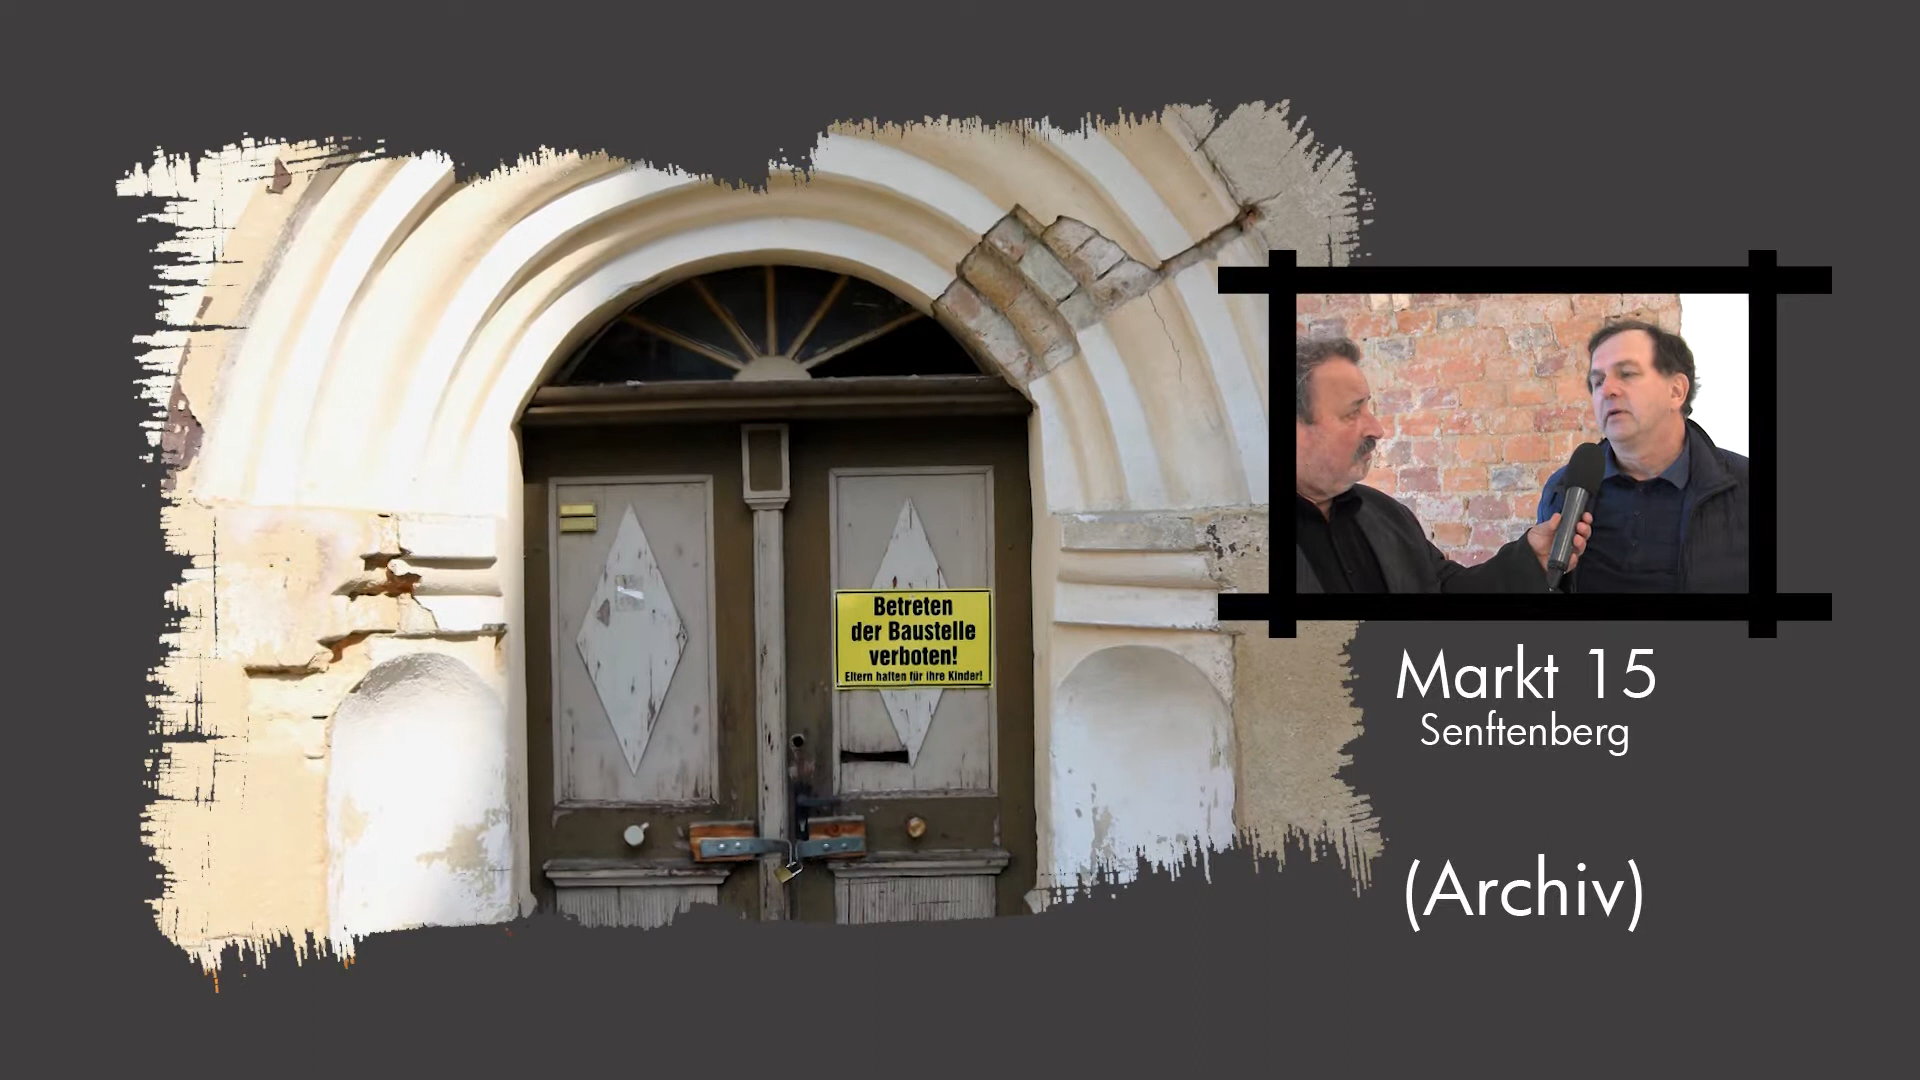 Betreten
der Baustelle
verboten!
Eltern haften für ihre Kinder!
Markt 15
Senftenberg
(Archiv)